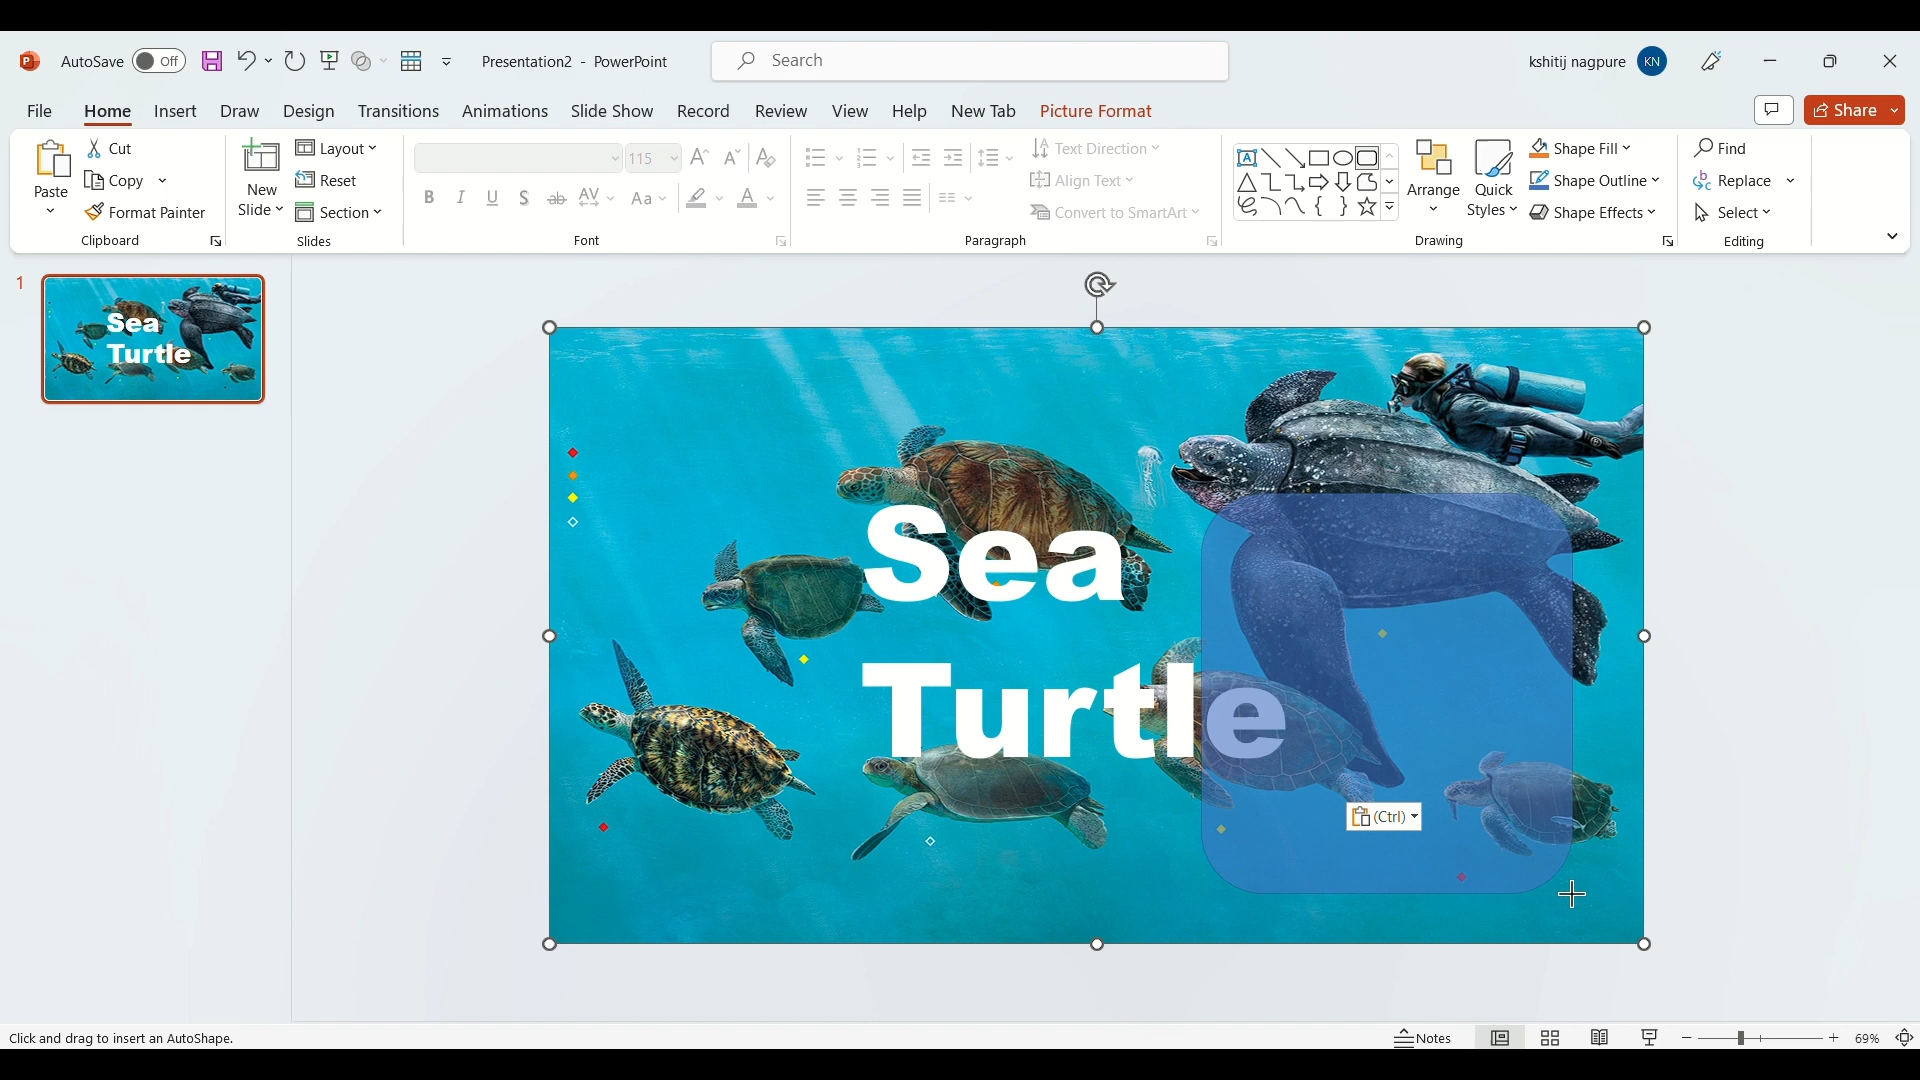 AutoSave Off Presentation2 - PowerPoint Search kshitij nagpure KN
File Home Insert Draw Design Transitions Animations Slide Show Record Review View Help New Tab Picture Format Share
Paste
Cut
Copy
Format Painter
Clipboard
New
Slide
Layout
Reset
Section
Slides
115
B I U S ab AV Aa A
Font
Text Direction
Align Text
Convert to SmartArt
Paragraph
Arrange
Quick
Styles
Shape Fill
Shape Outline
Shape Effects
Drawing
Find
Replace
Select
Editing
1
Sea
Turtle
Sea
Turtle
(Ctrl)
Click and drag to insert an AutoShape. Notes 69%